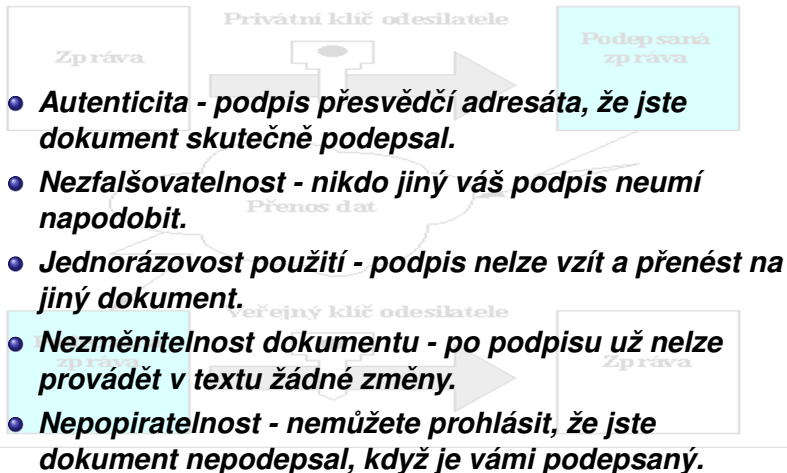 Privátní klíč odesilatele
Podepsaná
Zpráva
zpráva
Autenticita - podpis přesvědčí adresáta, že jste
dokument skutečně podepsal.
Nezfalšovatelnost - nikdo jiný váš podpis neumí
Přenos dat
napodobit.
Jednorázovost použití - podpis nelze vzít a přenést na
jiný dokument.
Veřejný klíč odesilatele
Nezměnitelnost dokumentu - po podpisu už nelze
zpráva
Zpráva
provádět v textu žádné změny.
Nepopiratelnost - nemůžete prohlásit, že jste
dokument nepodepsal, když je vámi podepsaný.